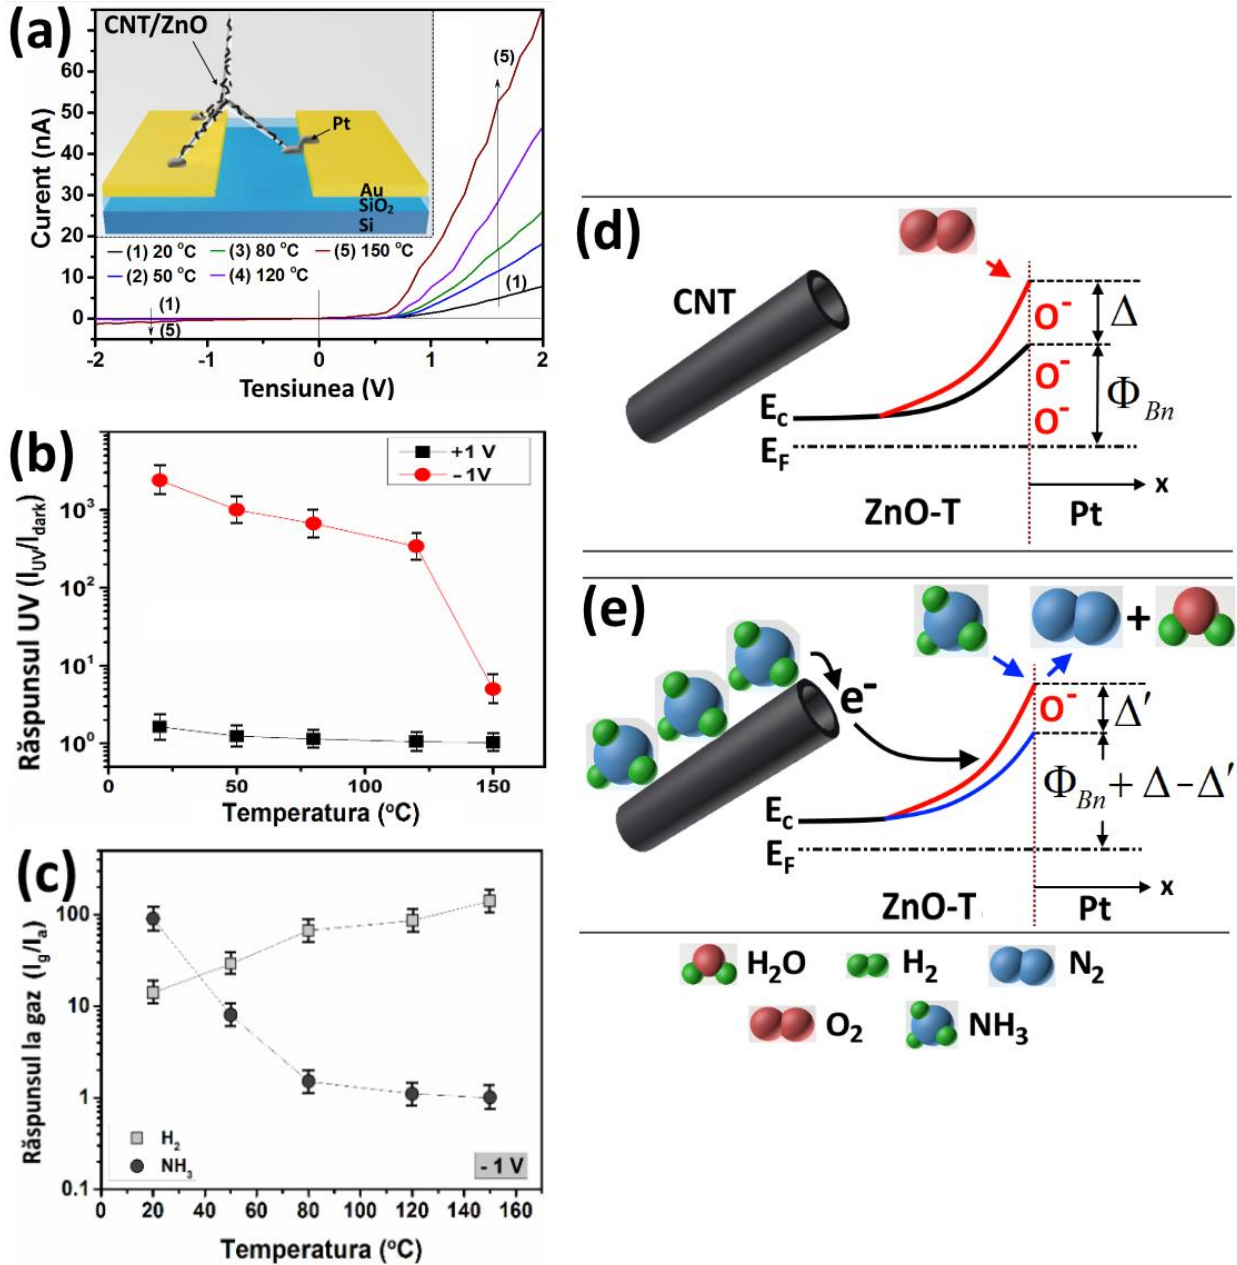 (a)
CNT/ZnO
Pt
Au
SiO2
Si
(1) 20 °C (3) 80 °C (5) 150 °C
(2) 50 °C (4) 120 °C
(5)
(1)
(1)
(5)
Curent (nA)
60
50
40
30
20
10
0
-2 -1 0 1 2
Tensiunea (V)
(b)
+1 V
– 1V
Răspunsul UV (IUV/Idark)
10³
10²
10¹
10⁰
0 50 100 150
Temperatura (°C)
(c)
Răspunsul la gaz (Ig/Ia)
100
10
1
0.1
H2
NH3
- 1 V
0 20 40 60 80 100 120 140 160
Temperatura (°C)
(d)
CNT
O⁻
Δ
O⁻
O⁻
ΦBn
EC
EF
x
ZnO-T
Pt
(e)
+
e⁻
O⁻
Δ′
ΦBn + Δ – Δ′
EC
EF
x
ZnO-T
Pt
H2O H2 N2
O2 NH3